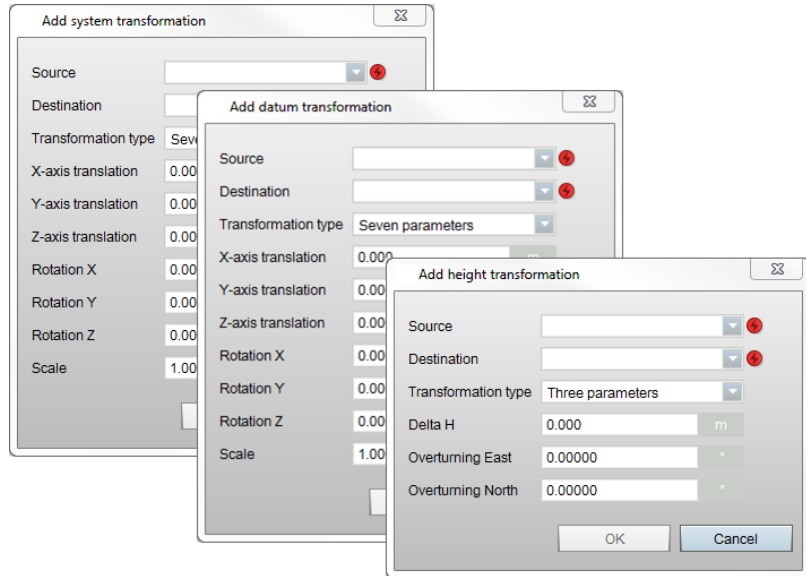 Add system transformation
Source
Destination
Transformation type
X-axis translation 0.00
Y-axis translation 0.00
Z-axis translation 0.00
Rotation X 0.00
Rotation Y 0.00
Rotation Z 0.00
Scale 1.00
Add datum transformation
Source
Destination
Transformation type Seven parameters
X-axis translation 0.000 m
Y-axis translation 0.00
Z-axis translation 0.00
Rotation X 0.00
Rotation Y 0.00
Rotation Z 0.00
Scale 1.00
Add height transformation
Source
Destination
Transformation type Three parameters
Delta H 0.000 m
Overturning East 0.00000 °
Overturning North 0.00000 °
OK Cancel